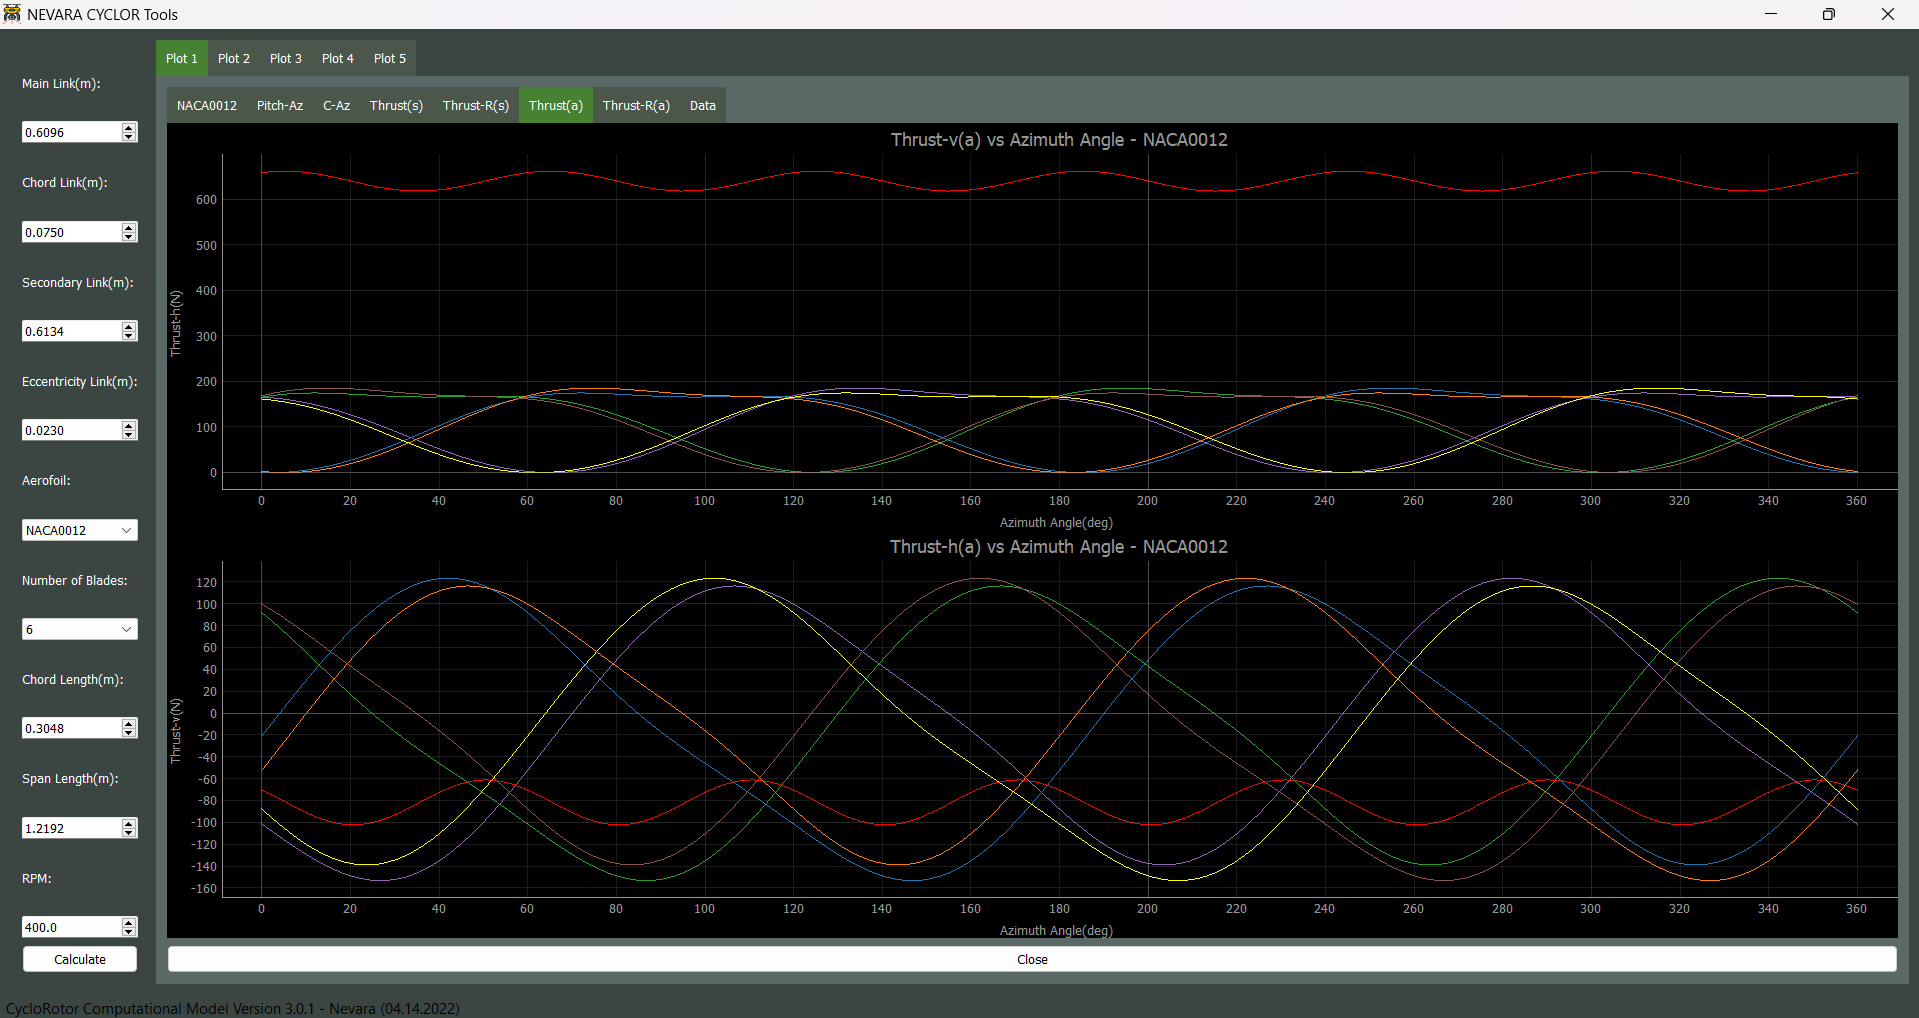 NEVARA CYCLOR Tools
Plot 1 Plot 2 Plot 3 Plot 4 Plot 5
NACA0012 Pitch-Az C-Az Thrust(s) Thrust-R(s) Thrust(a) Thrust-R(a) Data
Main Link(m):
0.6096
Chord Link(m):
0.0750
Secondary Link(m):
0.6134
Eccentricity Link(m):
0.0230
Aerofoil:
NACA0012
Number of Blades:
6
Chord Length(m):
0.3048
Span Length(m):
1.2192
RPM:
400.0
Calculate
Thrust-v(a) vs Azimuth Angle - NACA0012
Thrust-h(N)
600
500
400
300
200
100
0
0 20 40 60 80 100 120 140 160 180 200 220 240 260 280 300 320 340 360
Azimuth Angle(deg)
Thrust-h(a) vs Azimuth Angle - NACA0012
Thrust-v(N)
120
100
80
60
40
20
0
-20
-40
-60
-80
-100
-120
-140
-160
0 20 40 60 80 100 120 140 160 180 200 220 240 260 280 300 320 340 360
Azimuth Angle(deg)
Close
CycloRotor Computational Model Version 3.0.1 - Nevara (04.14.2022)